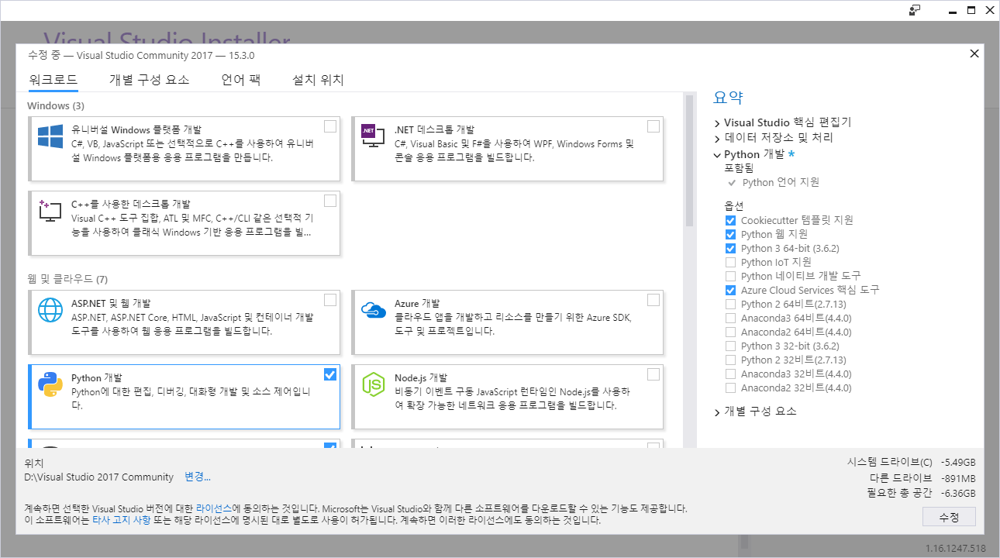 Visual Studio Installer
수정 중 — Visual Studio Community 2017 — 15.3.0
워크로드
개별 구성 요소
언어 팩
설치 위치
Windows (3)
유니버설 Windows 플랫폼 개발
C#, VB, JavaScript 또는 선택적으로 C++를 사용하여 유니버
설 Windows 플랫폼용 응용 프로그램을 만듭니다.
.NET
.NET 데스크톱 개발
C#, Visual Basic 및 F#을 사용하여 WPF, Windows Forms 및
콘솔 응용 프로그램을 빌드합니다.
C++를 사용한 데스크톱 개발
Visual C++ 도구 집합, ATL 및 MFC, C++/CLI 같은 선택적 기
능을 사용하여 클래식 Windows 기반 응용 프로그램을 빌...
웹 및 클라우드 (7)
ASP.NET 및 웹 개발
ASP.NET, ASP.NET Core, HTML, JavaScript 및 컨테이너 개발
도구를 사용하여 웹 응용 프로그램을 빌드합니다.
Azure 개발
클라우드 앱을 개발하고 리소스를 만들기 위한 Azure SDK,
도구 및 프로젝트입니다.
Python 개발
Python에 대한 편집, 디버깅, 대화형 개발 및 소스 제어입니
다.
JS
Node.js 개발
비동기 이벤트 구동 JavaScript 런타임인 Node.js를 사용하
여 확장 가능한 네트워크 응용 프로그램을 빌드합니다.
요약
Visual Studio 핵심 편집기
데이터 저장소 및 처리
Python 개발 *
포함됨
Python 언어 지원
옵션
Cookiecutter 템플릿 지원
Python 웹 지원
Python 3 64-bit (3.6.2)
Python IoT 지원
Python 네이티브 개발 도구
Azure Cloud Services 핵심 도구
Python 2 64비트(2.7.13)
Anaconda3 64비트(4.4.0)
Anaconda2 64비트(4.4.0)
Python 3 32-bit (3.6.2)
Python 2 32비트(2.7.13)
Anaconda3 32비트(4.4.0)
Anaconda2 32비트(4.4.0)
개별 구성 요소
위치
D:\Visual Studio 2017 Community 변경...
계속하면 선택한 Visual Studio 버전에 대한 라이선스에 동의하는 것입니다. Microsoft는 Visual Studio와 함께 다른 소프트웨어를 다운로드할 수 있는 기능도 제공합니다.
이 소프트웨어는 타사 고지 사항 또는 해당 라이선스에 명시된 대로 별도로 사용이 허가됩니다. 계속하면 이러한 라이선스에도 동의하는 것입니다.
시스템 드라이브(C) -5.49GB
다른 드라이브 -891MB
필요한 총 공간 -6.36GB
수정
1.16.1247.518